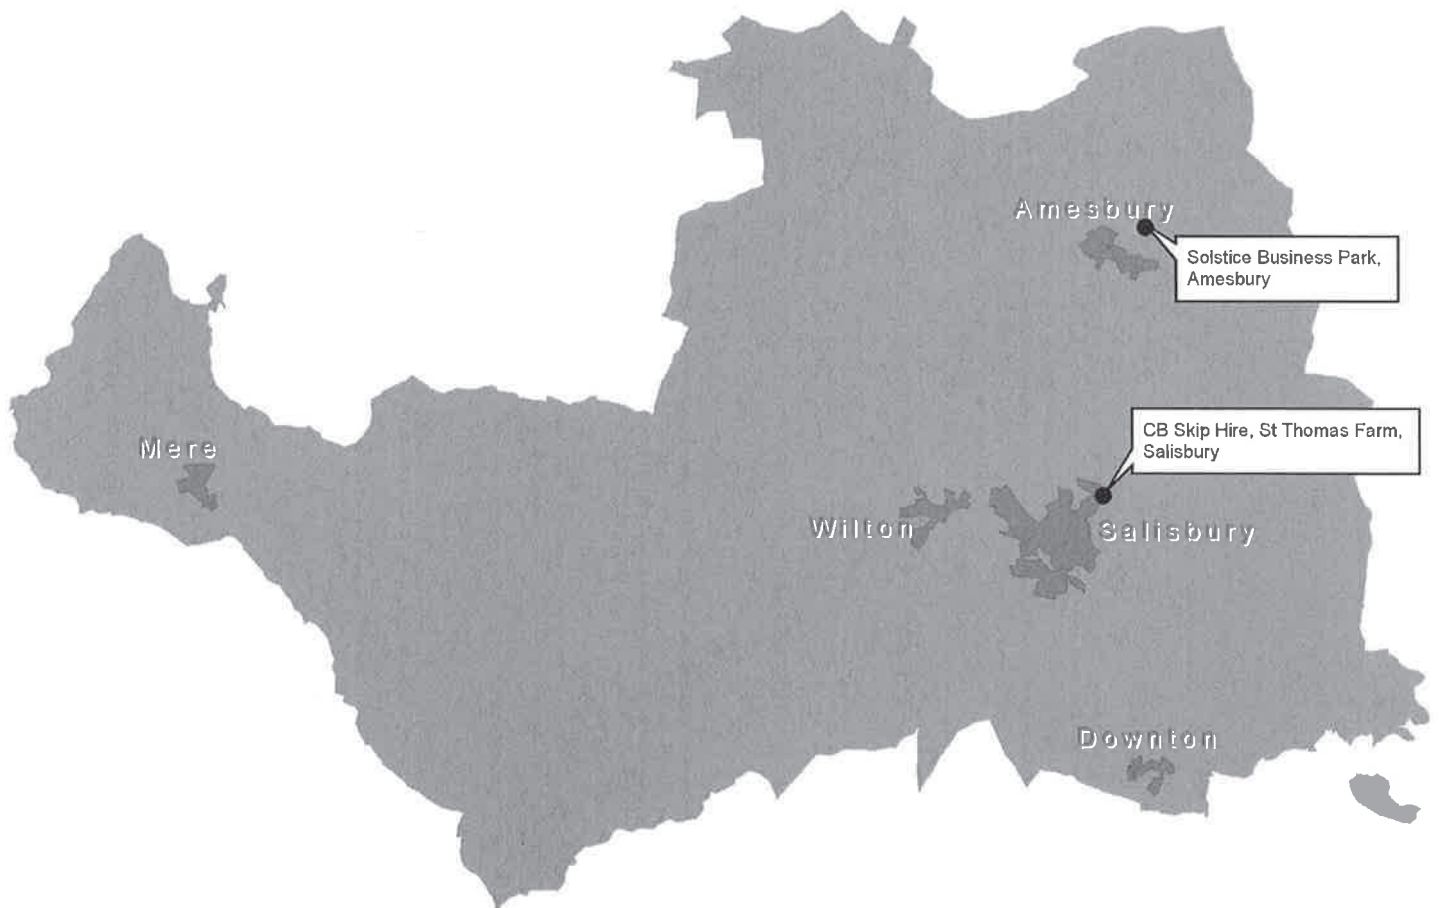 Amesbury
Solstice Business Park,
Amesbury
CB Skip Hire, St Thomas Farm,
Salisbury
Mere
Wilton
Salisbury
Downton